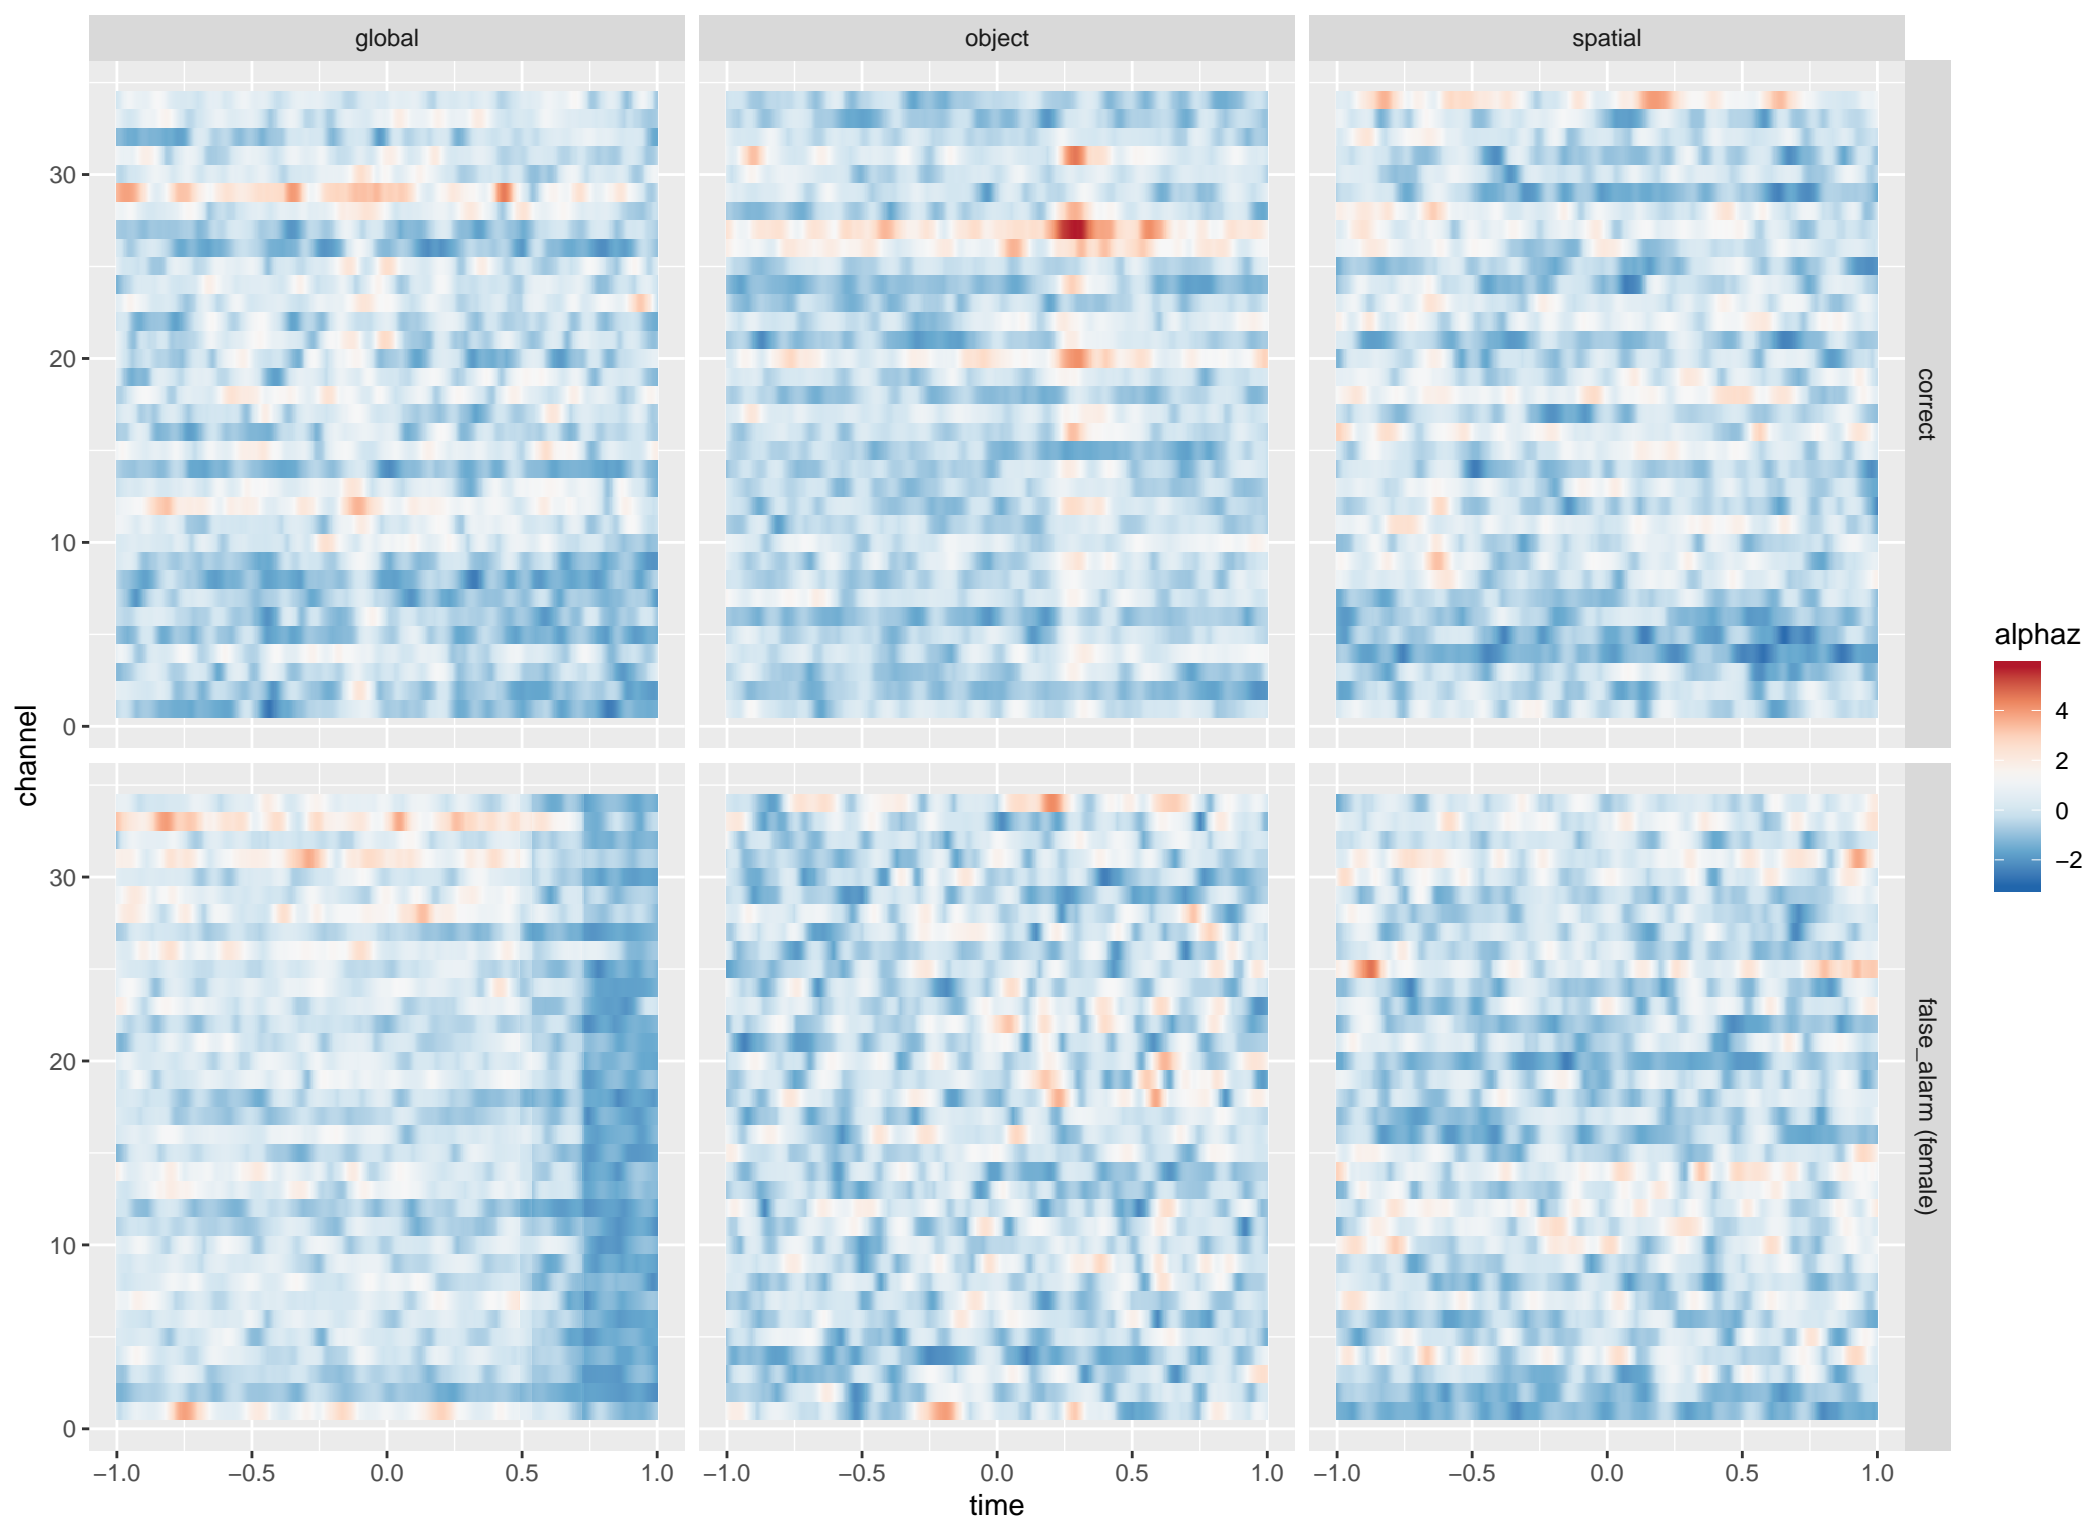 global object spatial
30
20
10
0
correct
channel
30
20
10
0
false_alarm (female)
−1.0 −0.5 0.0 0.5 1.0 −1.0 −0.5 0.0 0.5 1.0 −1.0 −0.5 0.0 0.5 1.0
time
alphaz
4
2
0
−2